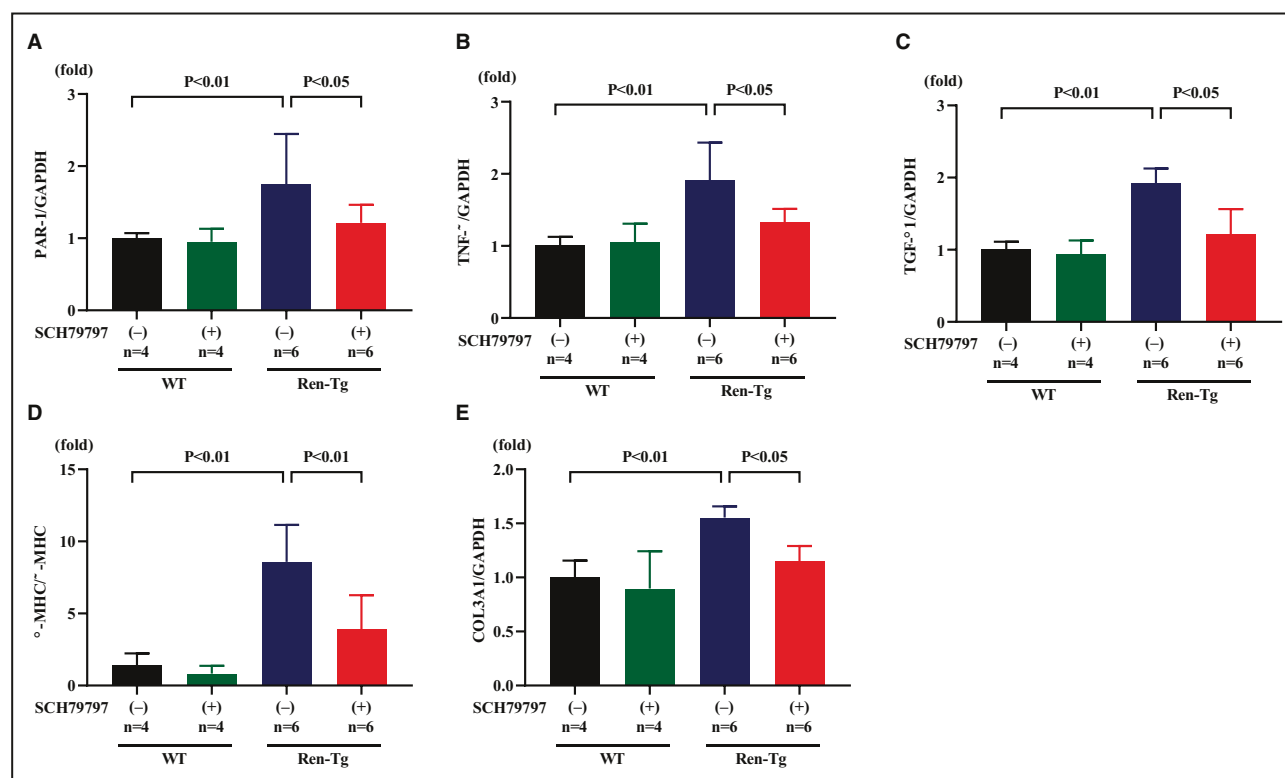 A
(fold)
P<0.01
P<0.05
PAR-1/GAPDH
3
2
1
0
SCH79797
(–)
(+)
(–)
(+)
n=4
n=4
n=6
n=6
WT
Ren-Tg
B
(fold)
P<0.01
P<0.05
TNF-˜ /GAPDH
3
2
1
0
SCH79797
(–)
(+)
(–)
(+)
n=4
n=4
n=6
n=6
WT
Ren-Tg
C
(fold)
P<0.01
P<0.05
TGF-° 1/GAPDH
3
2
1
0
SCH79797
(–)
(+)
(–)
(+)
n=4
n=4
n=6
n=6
WT
Ren-Tg
D
(fold)
P<0.01
P<0.01
° -MHC/˜ -MHC
15
10
5
0
SCH79797
(–)
(+)
(–)
(+)
n=4
n=4
n=6
n=6
WT
Ren-Tg
E
(fold)
P<0.01
P<0.05
COL3A1/GAPDH
2.0
1.5
1.0
0.5
0.0
SCH79797
(–)
(+)
(–)
(+)
n=4
n=4
n=6
n=6
WT
Ren-Tg